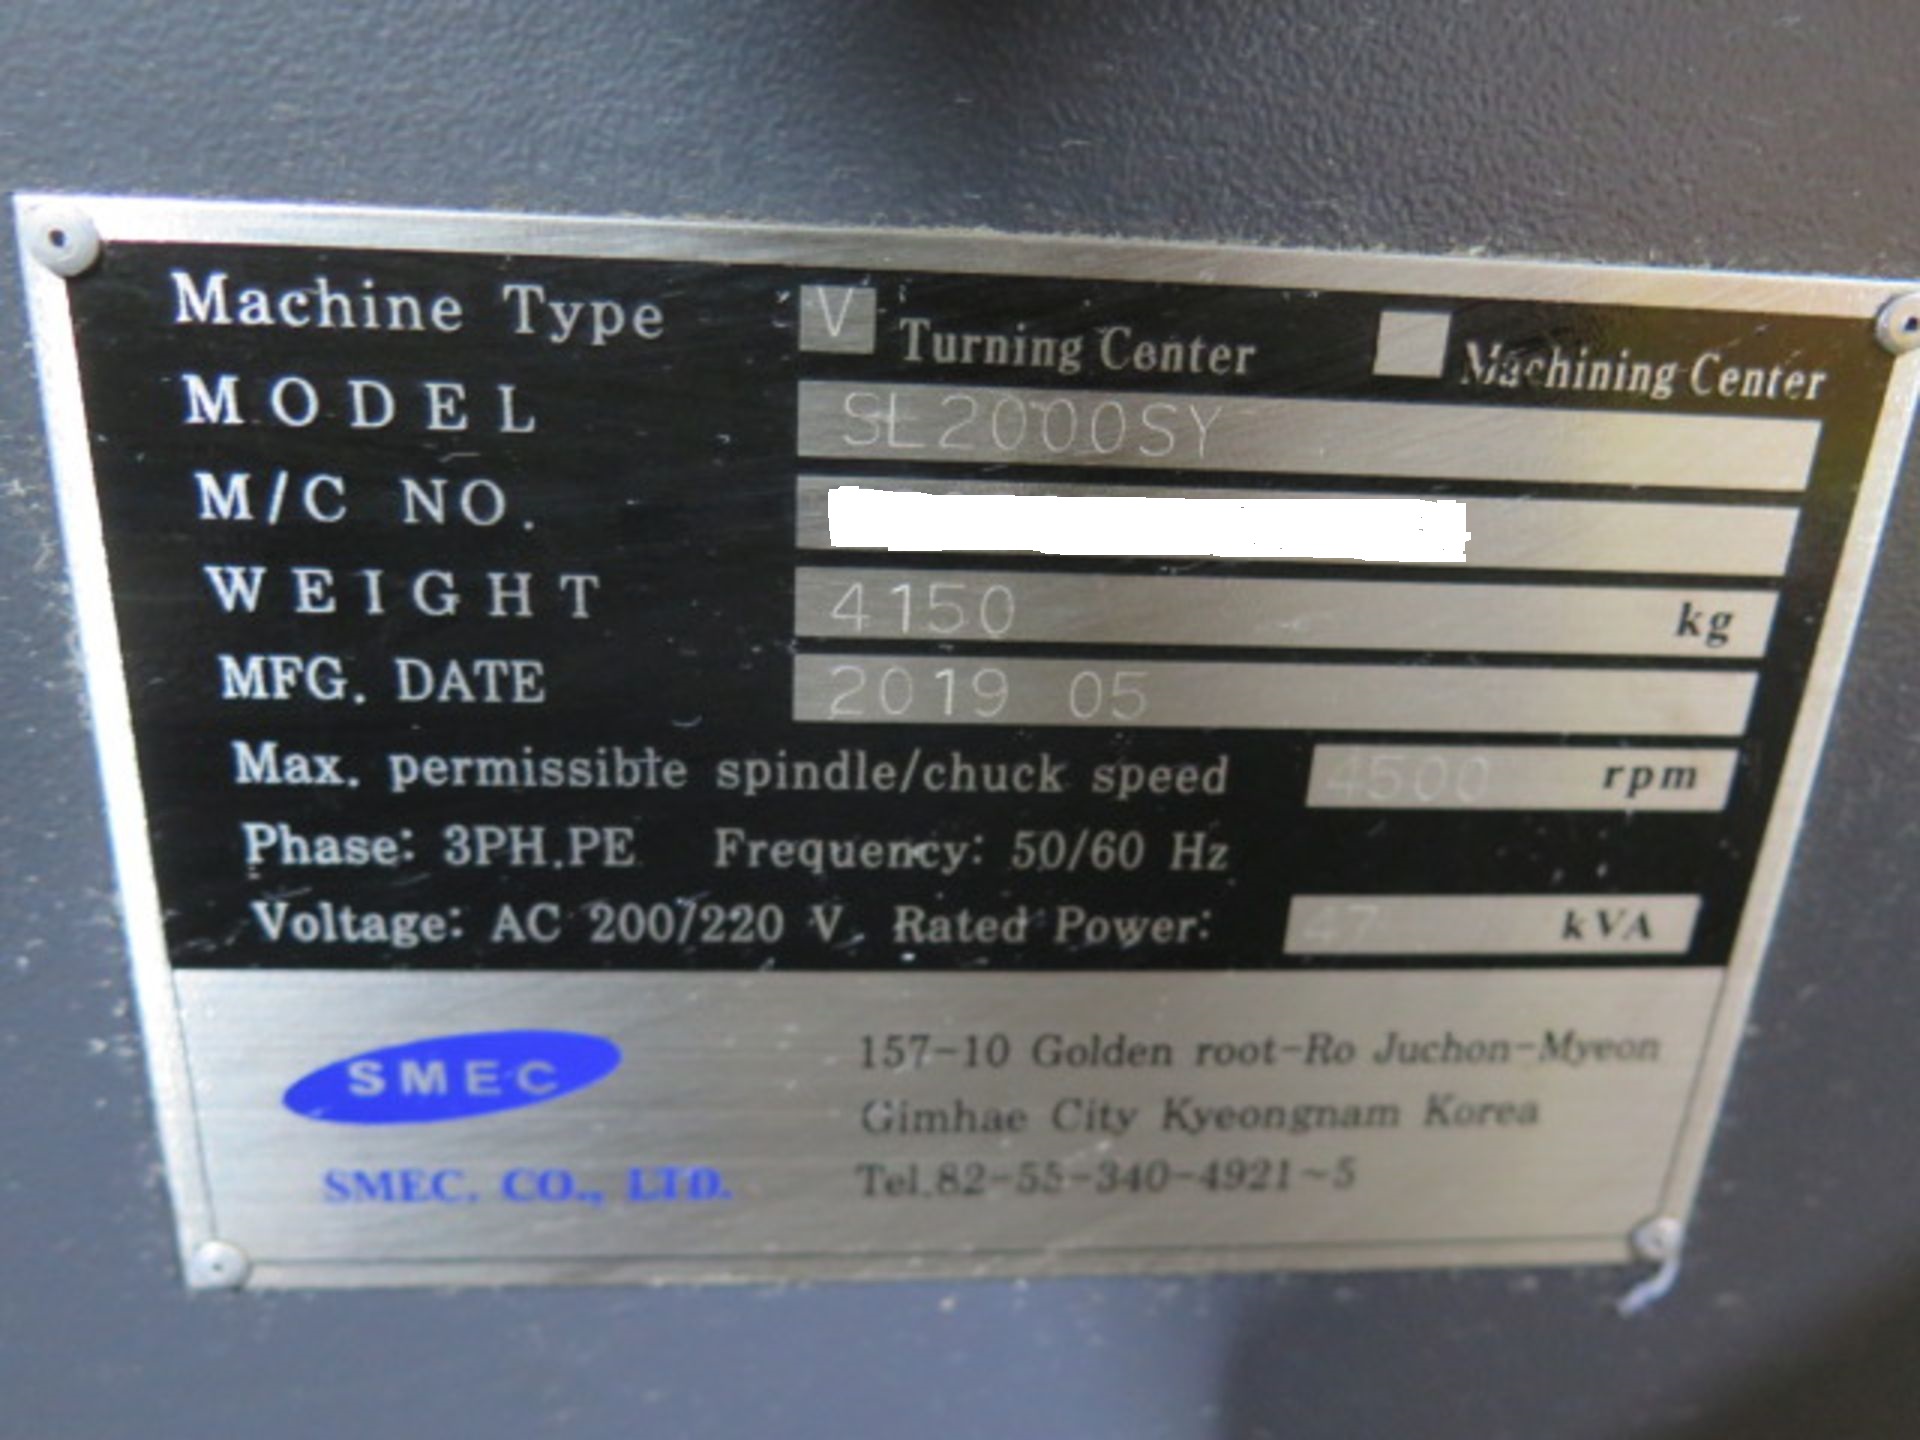 Machine Type V Turning Center Machining Center
MODEL SL2000SY
M/C NO.
WEIGHT 4150 kg
MFG. DATE 2019 05
Max. permissible spindle/chuck speed 4500 rpm
Phase: 3PH.PE Frequency: 50/60 Hz
Voltage: AC 200/220 V. Rated Power: 47 kVA
SMEC
SMEC. CO., LTD.
157-10 Golden root-Ro Juchon-Myeon
Gimhae City Kyeongnam Korea
Tel.82-55-340-4921~5